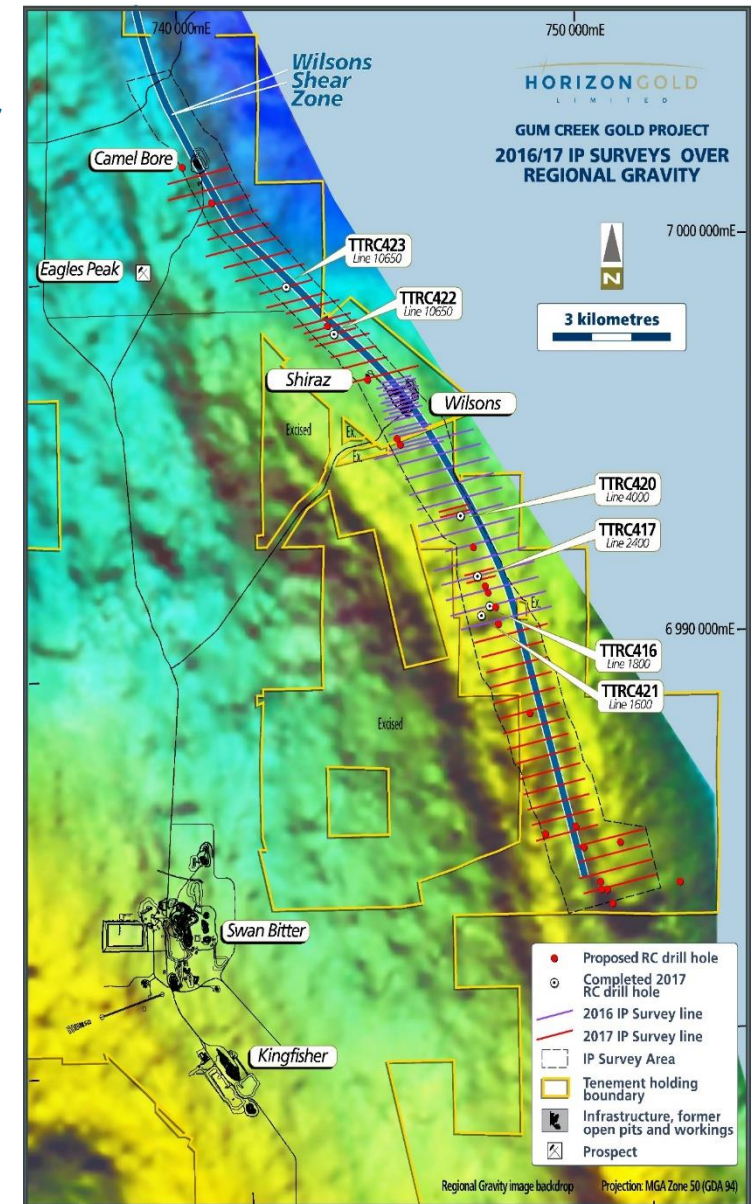 740 000mE
750 000mE
Wilsons
Shear
Zone
HORIZON GOLD
LIMITED
GUM CREEK GOLD PROJECT
2016/17 IP SURVEYS OVER
REGIONAL GRAVITY
Camel Bore
7 000 000mE
N
Eagles Peak
TTRC423
Line 10650
TTRC422
Line 10650
3 kilometres
Shiraz
Wilsons
Excised
Ex.
Ex.
TTRC420
Line 4000
TTRC417
Line 2400
Ex.
6 990 000mE
TTRC416
Line 1800
TTRC421
Line 1600
Excised
Swan Bitter
Kingfisher
Proposed RC drill hole
Completed 2017
RC drill hole
2016 IP Survey line
2017 IP Survey line
IP Survey Area
Tenement holding
boundary
Infrastructure, former
open pits and workings
Prospect
Regional Gravity image backdrop
Projection: MGA Zone 50 (GDA 94)